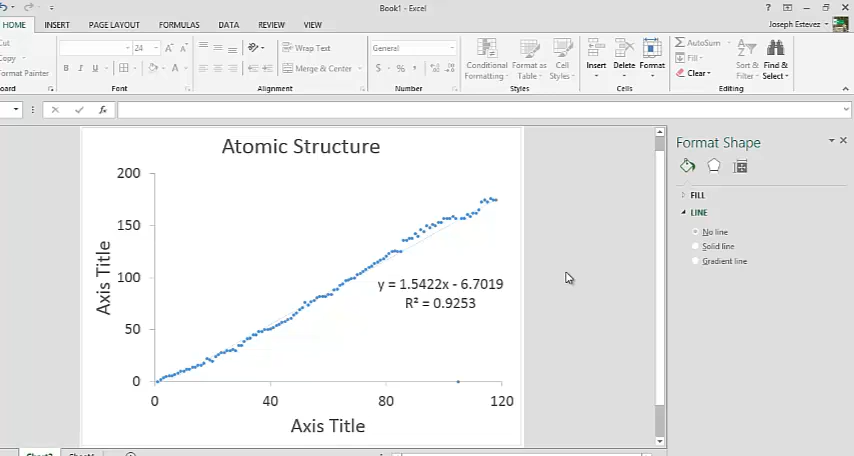 Book1 - Excel
HOME INSERT PAGE LAYOUT FORMULAS DATA REVIEW VIEW Joseph Estevez
Cut
Copy
Format Painter
24 A A
B I U A
Wrap Text
Merge & Center
General
$ % ,
Conditional Formatting
Format as Table
Cell Styles
Insert Delete Format
AutoSum
Fill
Clear
Sort & Filter
Find & Select
Font Alignment Number Styles Cells Editing
fx
Atomic Structure
200
150
100
50
0
Axis Title
y = 1.5422x - 6.7019
R² = 0.9253
0 40 80 120
Axis Title
Format Shape
FILL
LINE
No line
Solid line
Gradient line